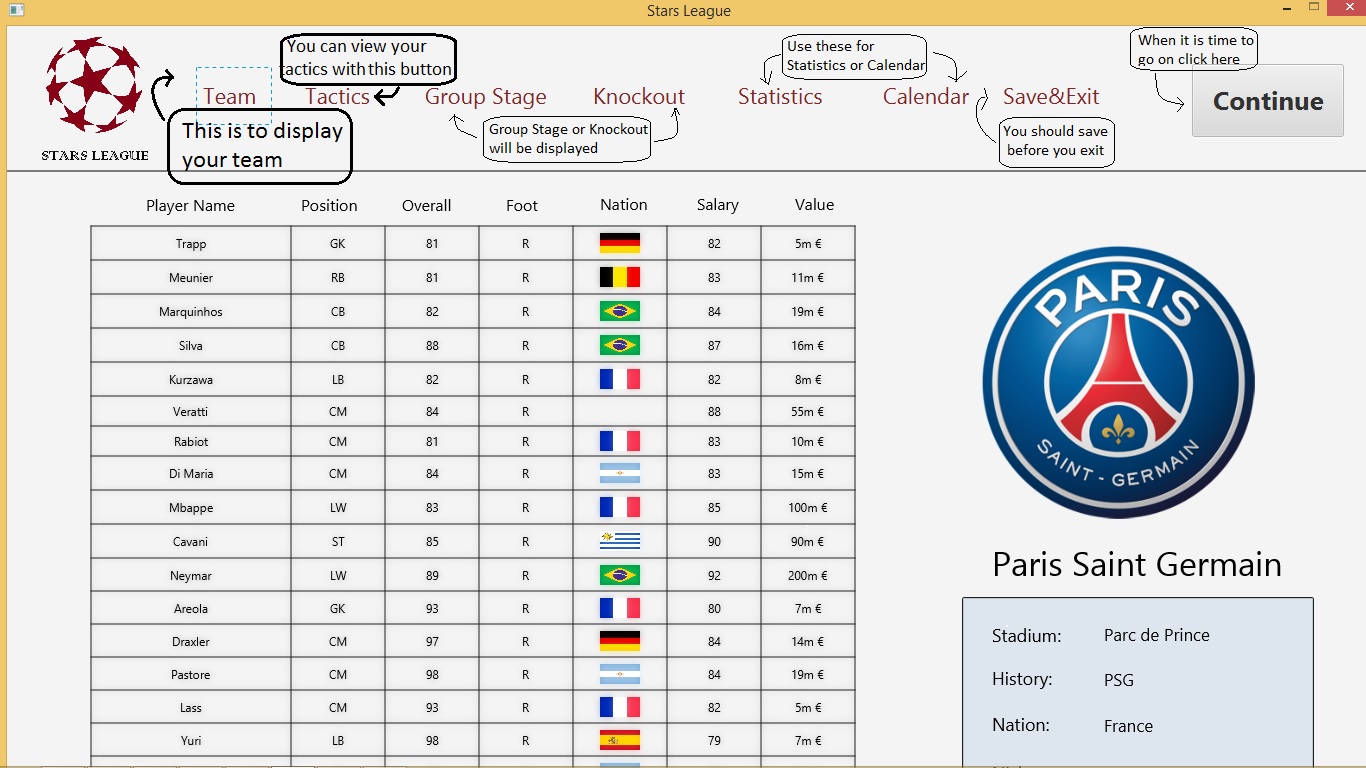 Stars League
You can view your
tactics with this button
Use these for
Statistics or Calendar
When it is time to
go on click here
Team
Tactics
Group Stage
Knockout
Statistics
Calendar
Save&Exit
Continue
STARS LEAGUE
This is to display
your team
Group Stage or Knockout
will be displayed
You should save
before you exit
Player Name Position Overall Foot Nation Salary Value
Trapp GK 81 R 82 5m €
Meunier RB 81 R 83 11m €
Marquinhos CB 82 R 84 19m €
Silva CB 88 R 87 16m €
Kurzawa LB 82 R 82 8m €
Veratti CM 84 R 88 55m €
Rabiot CM 81 R 83 10m €
Di Maria CM 84 R 83 15m €
Mbappe LW 83 R 85 100m €
Cavani ST 85 R 90 90m €
Neymar LW 89 R 92 200m €
Areola GK 93 R 80 7m €
Draxler CM 97 R 84 14m €
Pastore CM 98 R 84 19m €
Lass CM 93 R 82 5m €
Yuri LB 98 R 79 7m €
PARIS
SAINT - GERMAIN
Paris Saint Germain
Stadium: Parc de Prince
History: PSG
Nation: France